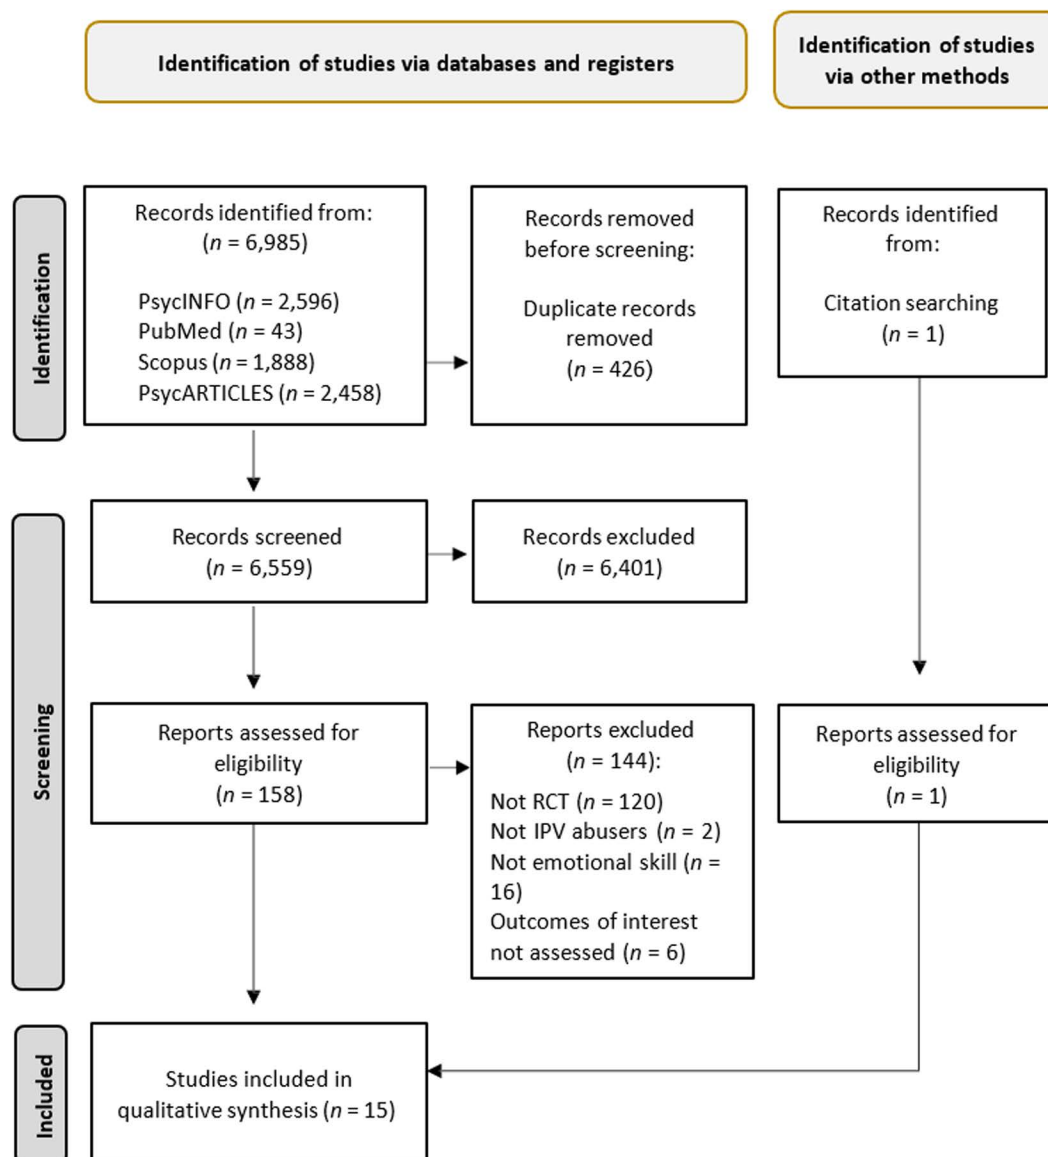 Identification of studies via databases and registers
Identification of studies
via other methods
Identification
Records identified from:
(n = 6,985)
PsycINFO (n = 2,596)
PubMed (n = 43)
Scopus (n = 1,888)
PsycARTICLES (n = 2,458)
Records removed
before screening:
Duplicate records
removed
(n = 426)
Records identified
from:
Citation searching
(n = 1)
Screening
Records screened
(n = 6,559)
Records excluded
(n = 6,401)
Reports assessed for
eligibility
(n = 158)
Reports excluded
(n = 144):
Not RCT (n = 120)
Not IPV abusers (n = 2)
Not emotional skill (n =
16)
Outcomes of interest
not assessed (n = 6)
Reports assessed for
eligibility
(n = 1)
Included
Studies included in
qualitative synthesis (n = 15)